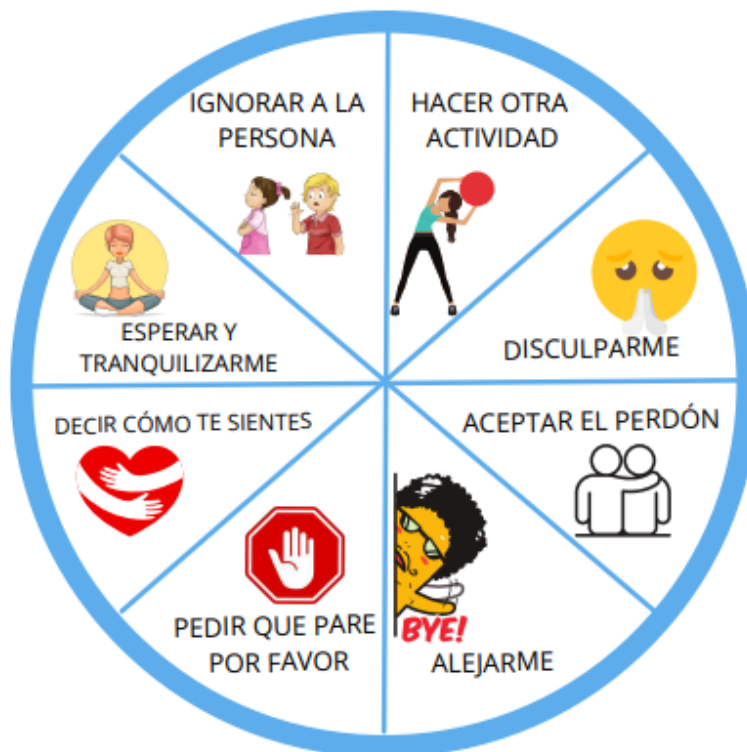 IGNORAR A LA
PERSONA
HACER OTRA
ACTIVIDAD
DISCULPARME
ACEPTAR EL PERDÓN
BYE!
ALEJARME
PEDIR QUE PARE
POR FAVOR
DECIR CÓMO TE SIENTES
ESPERAR Y
TRANQUILIZARME